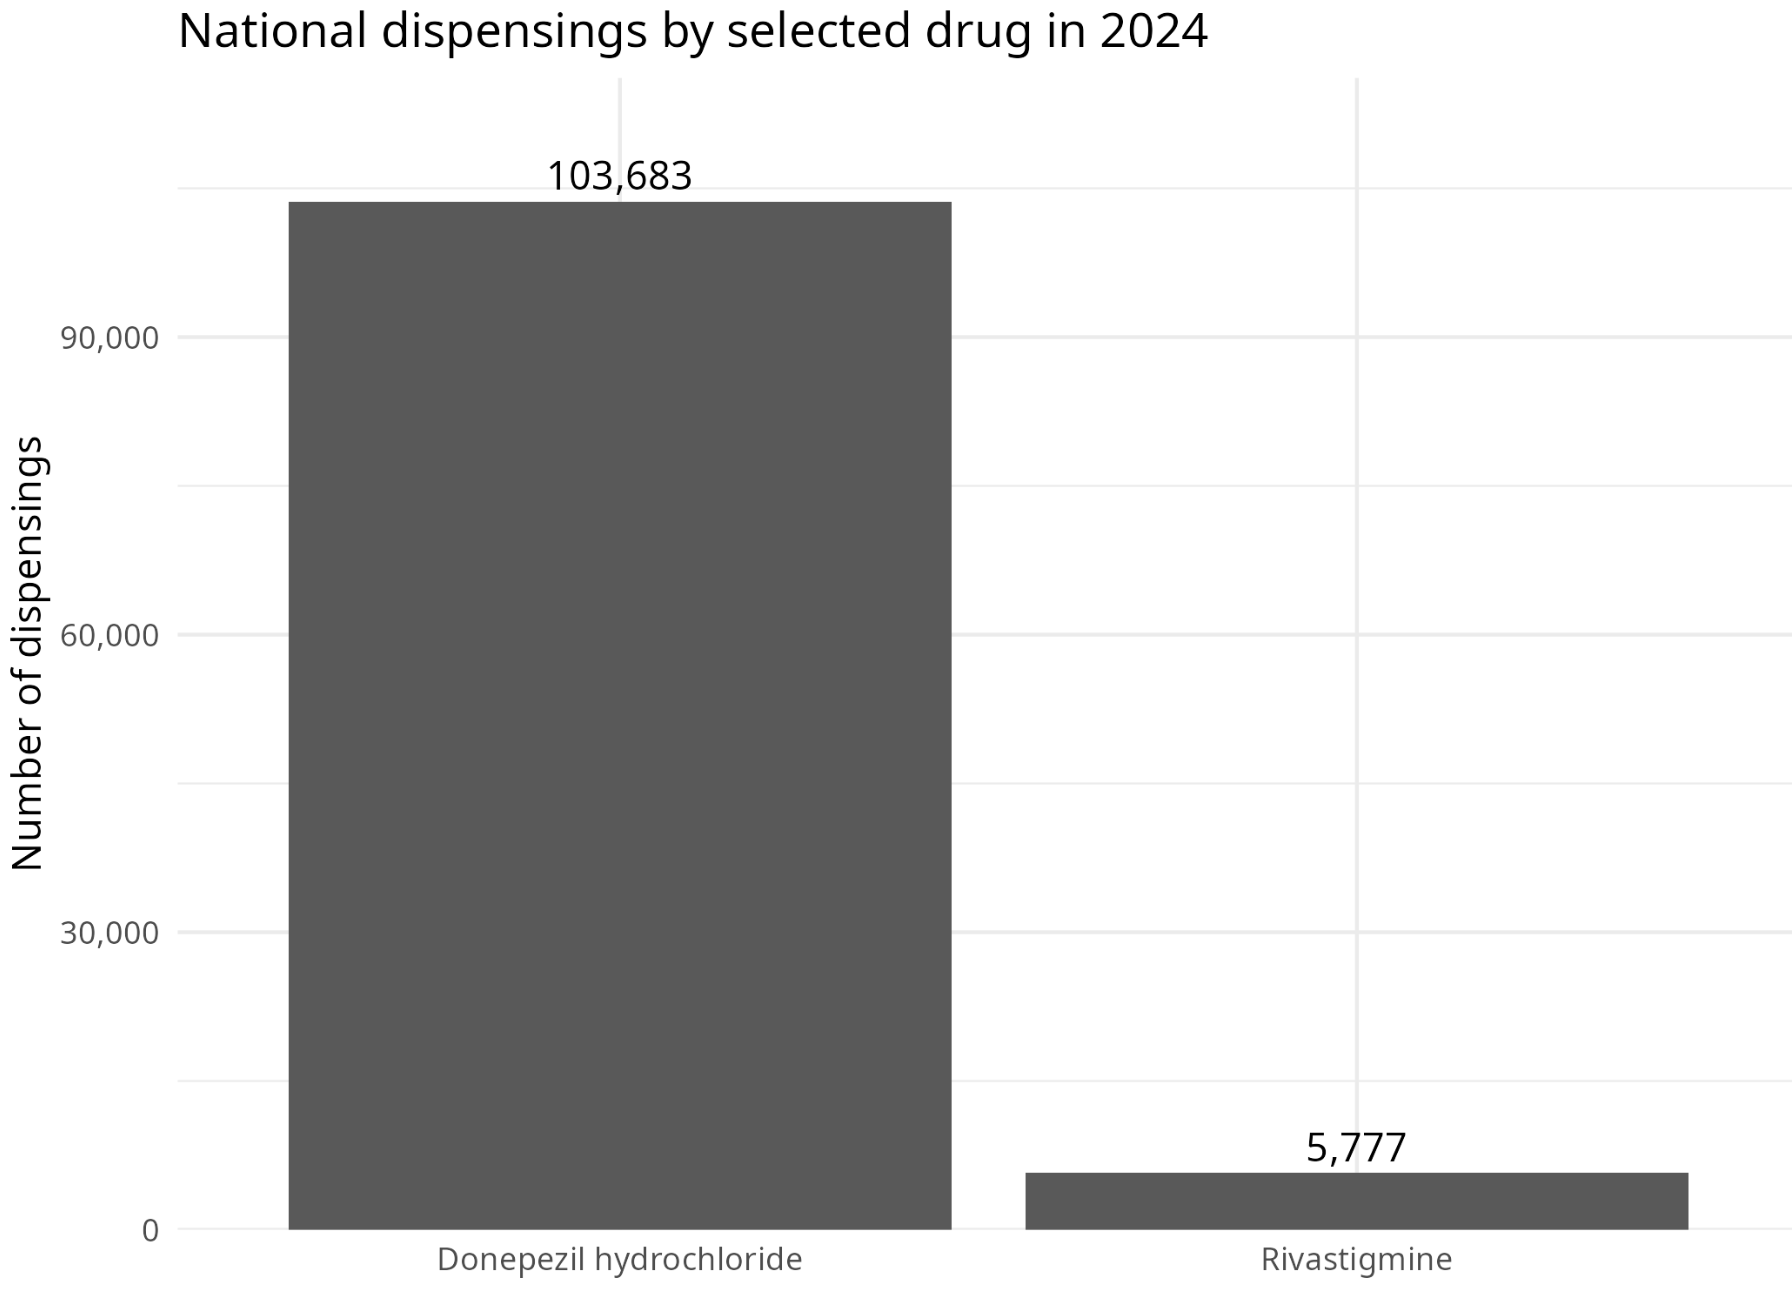 National dispensings by selected drug in 2024
Number of dispensings
103,683
90,000
60,000
30,000
5,777
0
Donepezil hydrochloride
Rivastigmine